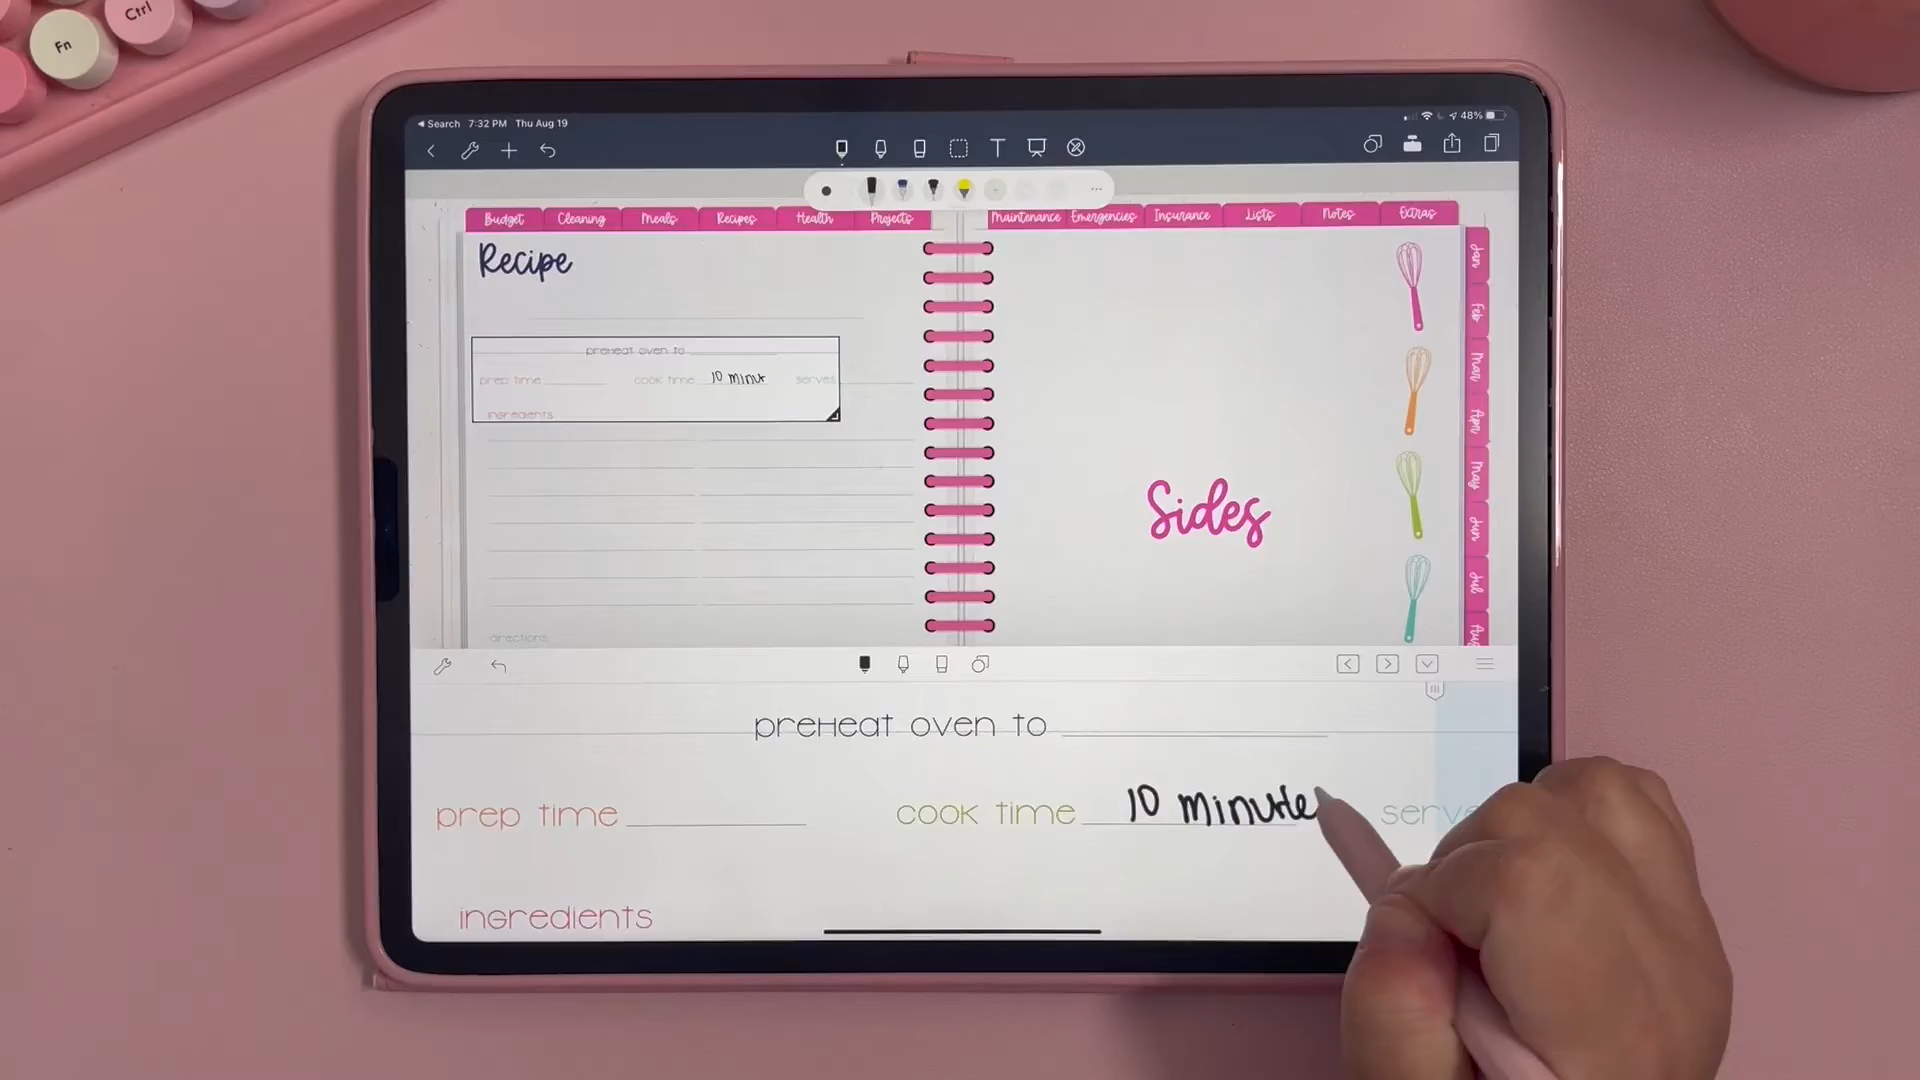 Fn
Ctrl
Search 7:32 PM Thu Aug 19
48%
Budget Cleaning Meals Recipes Health Projects
Maintenance Emergencies Insurance Lists Notes Extras
Recipe
preheat oven to
prep time cook time 10 minut serves
ingredients
directions
Sides
Jan
Feb
Mar
Apr
May
Jun
Jul
Aug
preheat oven to
prep time cook time 10 minute serve
ingredients